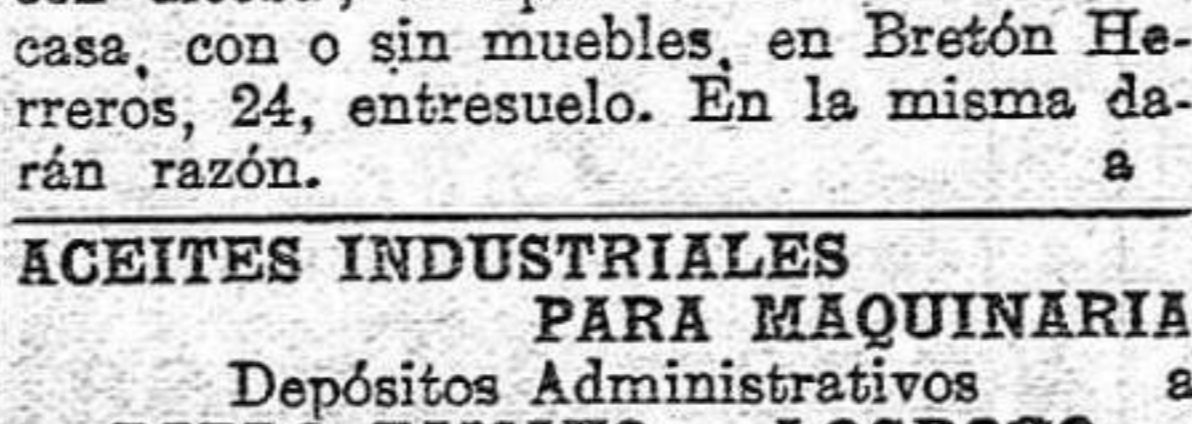 casa, con o sin muebles, en Bretón He-
rreros, 24, entresuelo. En la misma da-
rán razón. a
ACEITES INDUSTRIALES
PARA MAQUINARIA
Depósitos Administrativos a